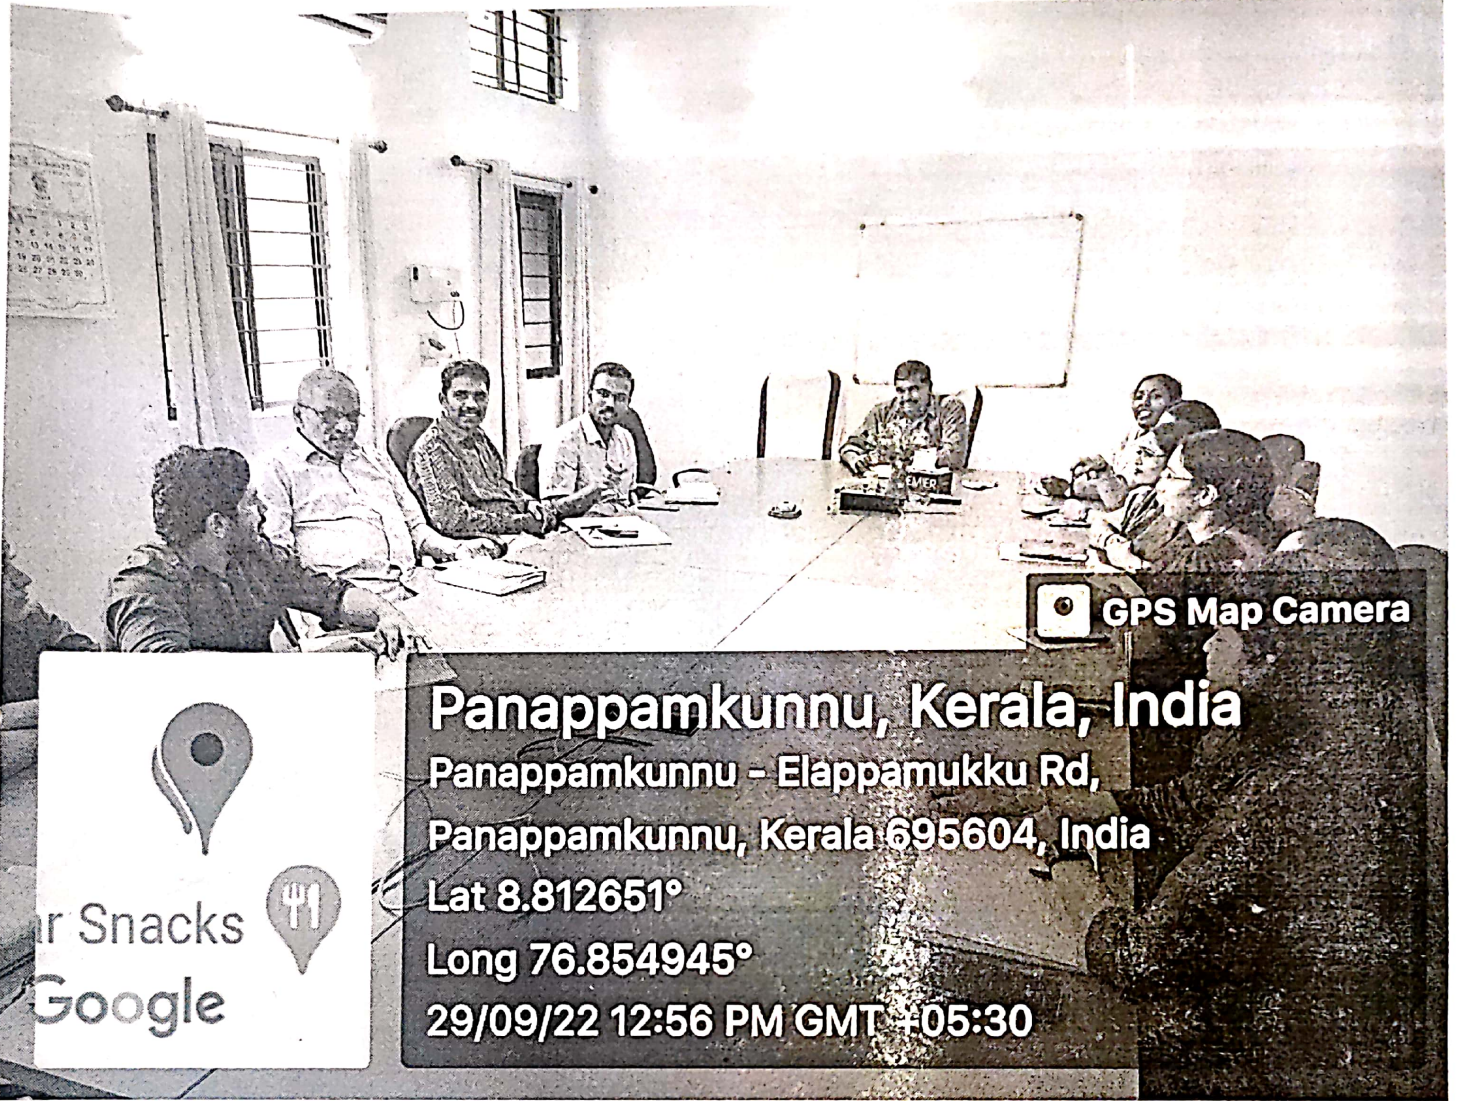 GPS Map Camera
Panappamkunnu, Kerala, India
Panappamkunnu - Elappamukku Rd,
Panappamkunnu, Kerala 695604, India
Lat 8.812651°
Long 76.854945°
29/09/22 12:56 PM GMT +05:30
Snacks
Google